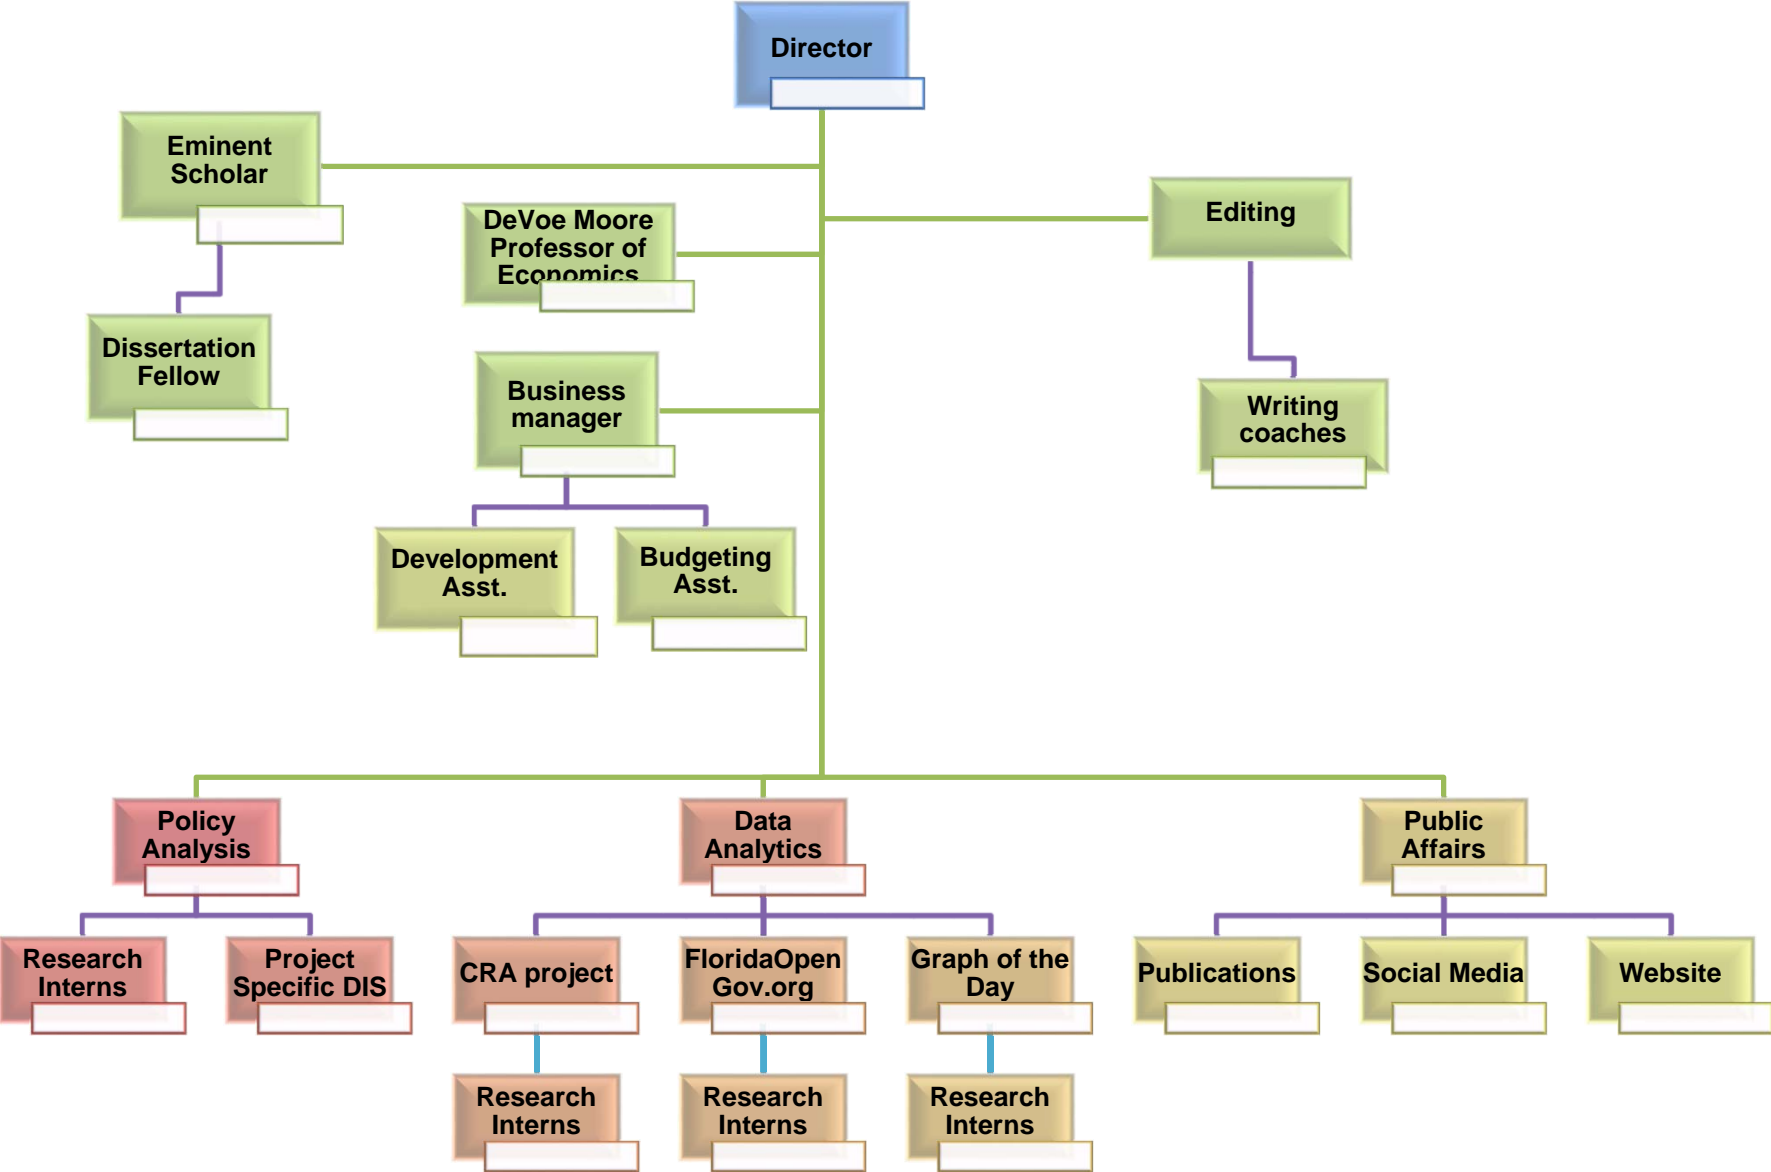 Director
Eminent
Scholar
DeVoe Moore
Professor of
Economics
Editing
Dissertation
Fellow
Business
manager
Writing
coaches
Development
Asst.
Budgeting
Asst.
Policy
Analysis
Data
Analytics
Public
Affairs
Research
Interns
Project
Specific DIS
CRA project
FloridaOpen
Gov.org
Graph of the
Day
Publications
Social Media
Website
Research
Interns
Research
Interns
Research
Interns